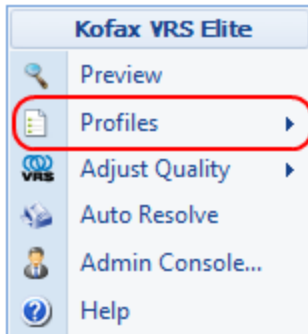 Kofax VRS Elite
Preview
Profiles
VRS Adjust Quality
Auto Resolve
Admin Console...
Help